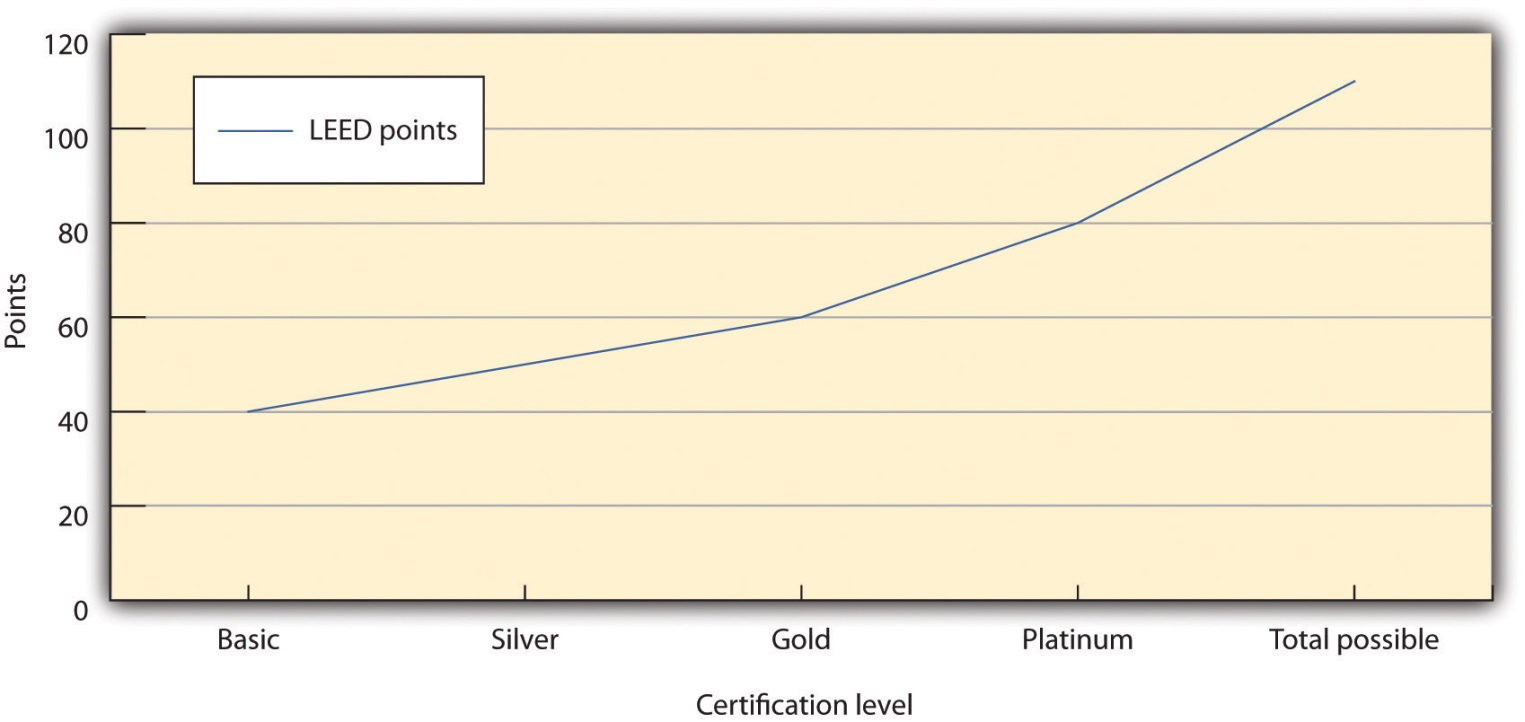 120
100
80
60
40
20
0
Points
LEED points
Basic Silver Gold Platinum Total possible
Certification level